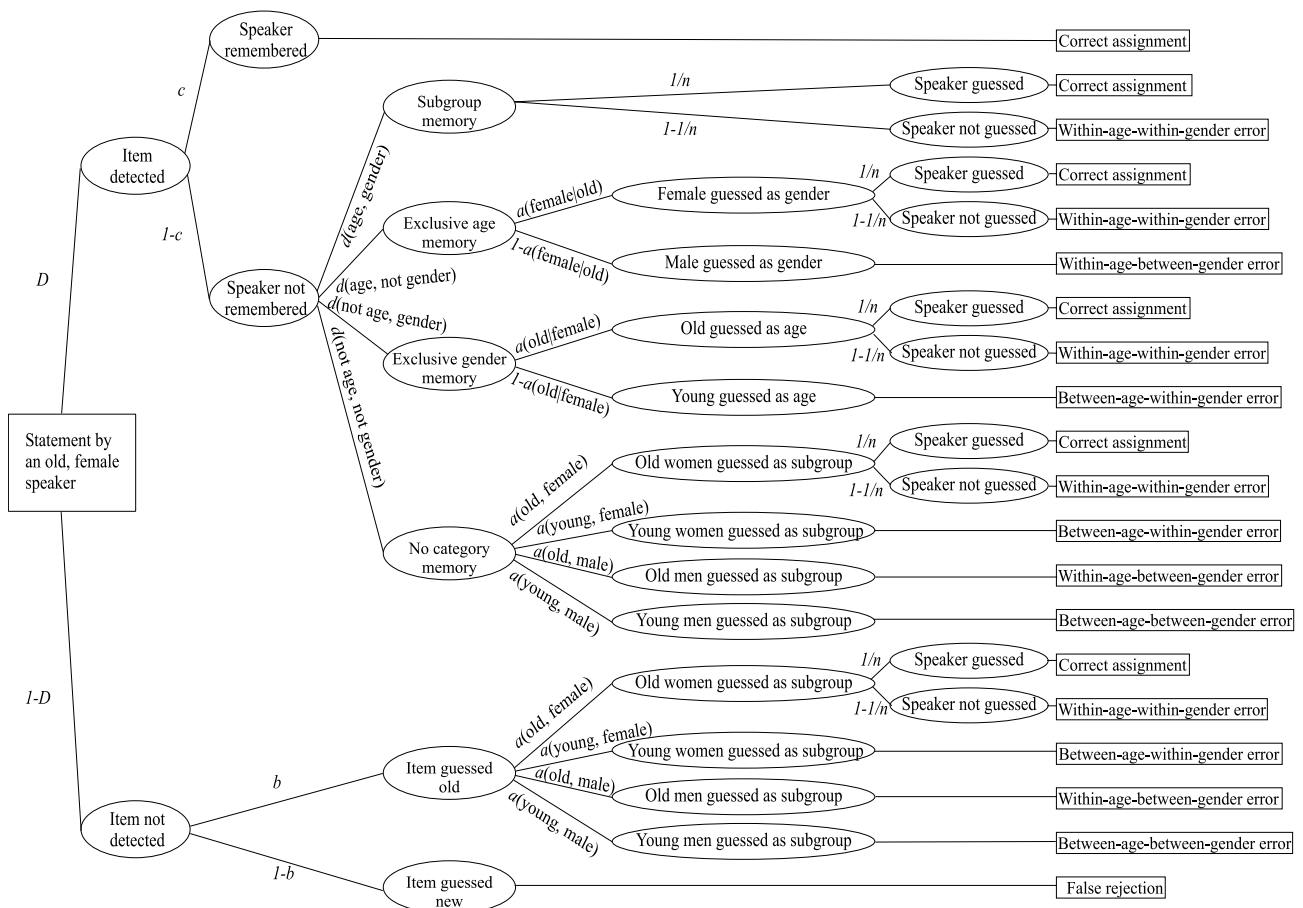 Speaker
remembered
Correct assignment
c
1/n
Speaker guessed
Correct assignment
Subgroup
memory
1-1/n
Speaker not guessed
Within-age-within-gender error
Item
detected
d(age, gender)
1/n
Speaker guessed
Correct assignment
a(female|old)
Female guessed as gender
1-1/n
Speaker not guessed
Within-age-within-gender error
Exclusive age
memory
1-c
1-a(female|old)
Male guessed as gender
Within-age-between-gender error
D
Speaker not
remembered
d(age, not gender)
d(not age, gender)
1/n
Speaker guessed
Correct assignment
a(old|female)
Old guessed as age
1-1/n
Speaker not guessed
Within-age-within-gender error
Exclusive gender
memory
d(not age, not gender)
1-a(old|female)
Young guessed as age
Between-age-within-gender error
Statement by
an old, female
speaker
1/n
Speaker guessed
Correct assignment
a(old, female)
Old women guessed as subgroup
1-1/n
Speaker not guessed
Within-age-within-gender error
a(young, female)
Young women guessed as subgroup
Between-age-within-gender error
No category
memory
a(old, male)
Old men guessed as subgroup
Within-age-between-gender error
a(young, male)
Young men guessed as subgroup
Between-age-between-gender error
1-D
1/n
Speaker guessed
Correct assignment
a(old, female)
Old women guessed as subgroup
1-1/n
Speaker not guessed
Within-age-within-gender error
a(young, female)
Young women guessed as subgroup
Between-age-within-gender error
b
Item guessed
old
a(old, male)
Old men guessed as subgroup
Within-age-between-gender error
Item not
detected
a(young, male)
Young men guessed as subgroup
Between-age-between-gender error
1-b
Item guessed
new
False rejection